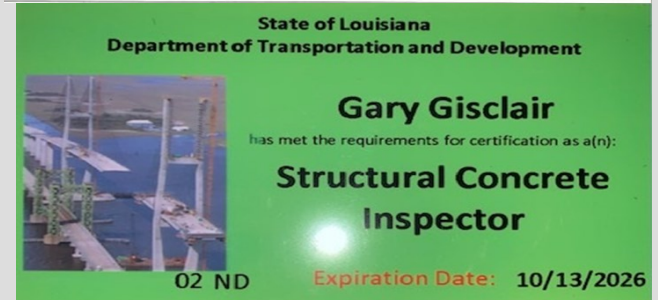 State of Louisiana
Department of Transportation and Development
Gary Gisclair
has met the requirements for certification as a(n):
Structural Concrete
Inspector
02 ND
Expiration Date: 10/13/2026